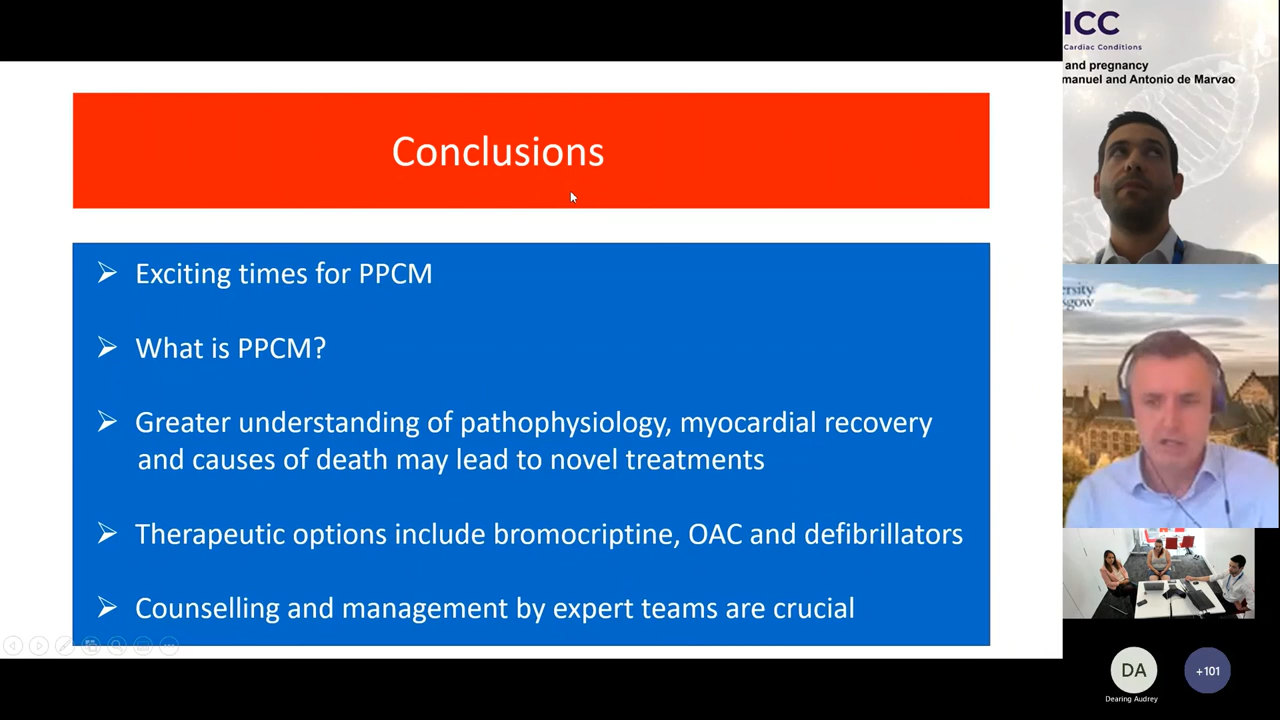 Conclusions
➢ Exciting times for PPCM
➢ What is PPCM?
➢ Greater understanding of pathophysiology, myocardial recovery
and causes of death may lead to novel treatments
➢ Therapeutic options include bromocriptine, OAC and defibrillators
➢ Counselling and management by expert teams are crucial
ICC
Cardiac Conditions
and pregnancy
manuel and Antonio de Marvao
ersity
sgow
DA
+101
Dearing Audrey